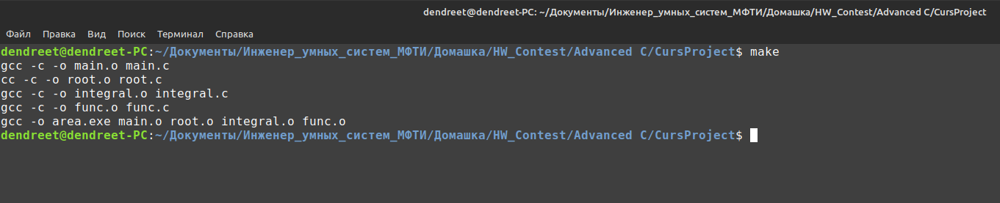 dendreet@dendreet-PC: ~/Документы/Инженер_умных_систем_МФТИ/Домашка/HW_Contest/Advanced C/CursProject
Файл Правка Вид Поиск Терминал Справка
dendreet@dendreet-PC:~/Документы/Инженер_умных_систем_МФТИ/Домашка/HW_Contest/Advanced C/CursProject$ make
gcc -c -o main.o main.c
cc -c -o root.o root.c
gcc -c -o integral.o integral.c
gcc -c -o func.o func.c
gcc -o area.exe main.o root.o integral.o func.o
dendreet@dendreet-PC:~/Документы/Инженер_умных_систем_МФТИ/Домашка/HW_Contest/Advanced C/CursProject$